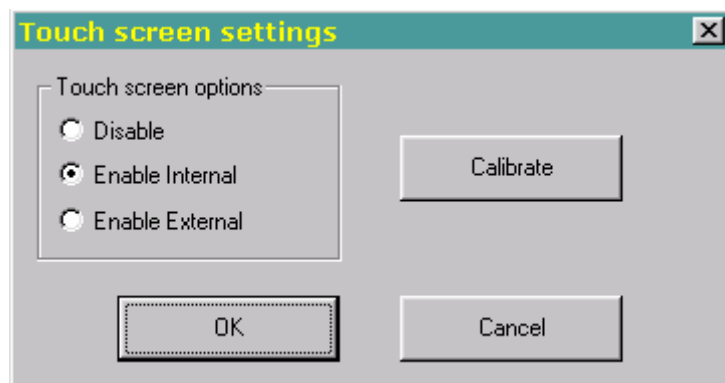 Touch screen settings
Touch screen options
Disable
Enable Internal
Enable External
Calibrate
OK
Cancel